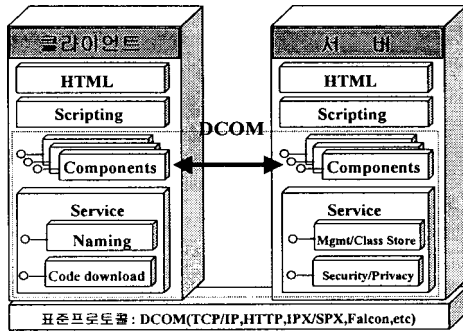 클라이언트
HTML
Scripting
Components
Service
Naming
Code download
DCOM
서 버
HTML
Scripting
Components
Service
Mgmt/Class Store
Security/Privacy
표준프로토콜 : DCOM(TCP/IP,HTTP,IPX/SPX,Falcon,etc)